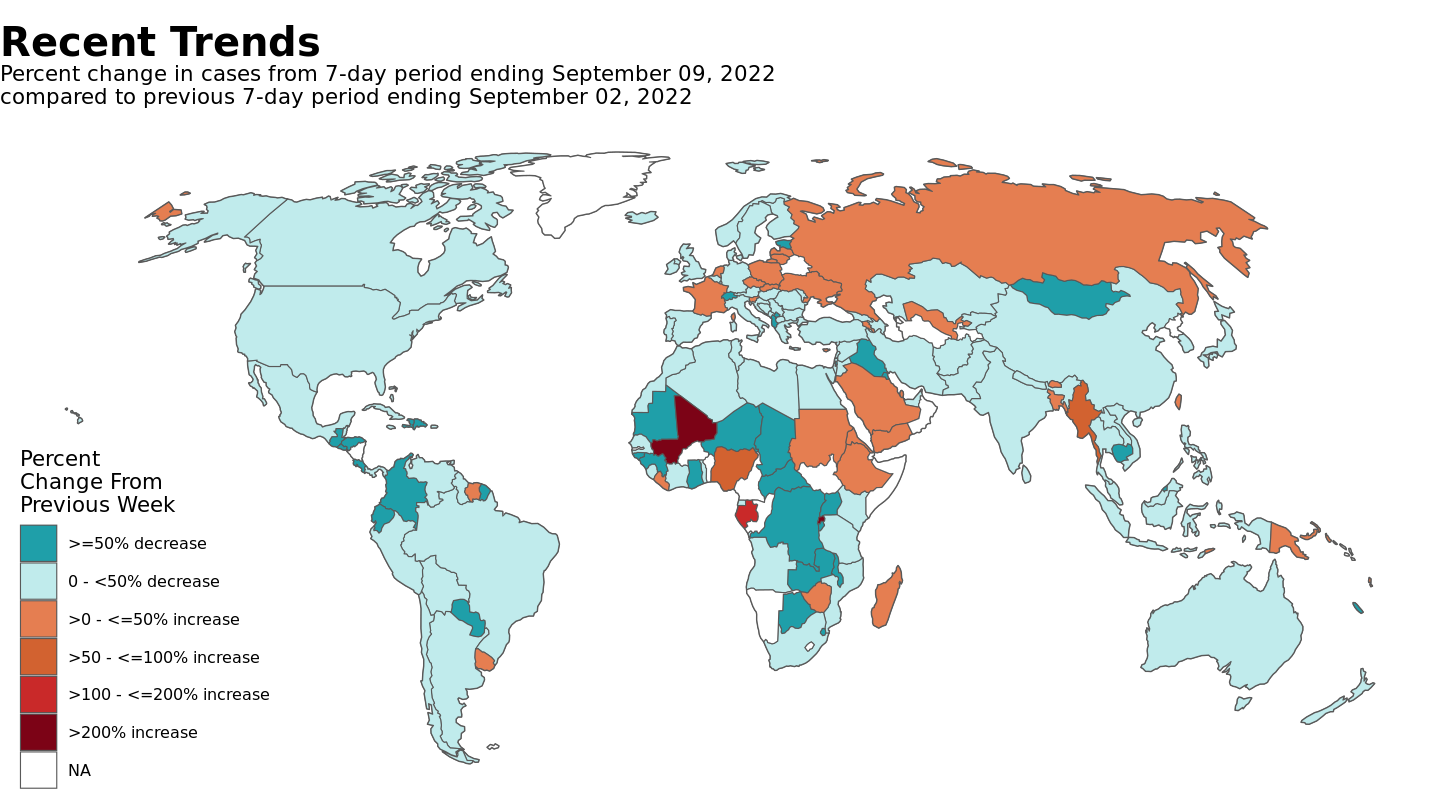 Recent Trends
Percent change in cases from 7-day period ending September 09, 2022
compared to previous 7-day period ending September 02, 2022
Percent
Change From
Previous Week
>=50% decrease
0 - <50% decrease
>0 - <=50% increase
>50 - <=100% increase
>100 - <=200% increase
>200% increase
NA